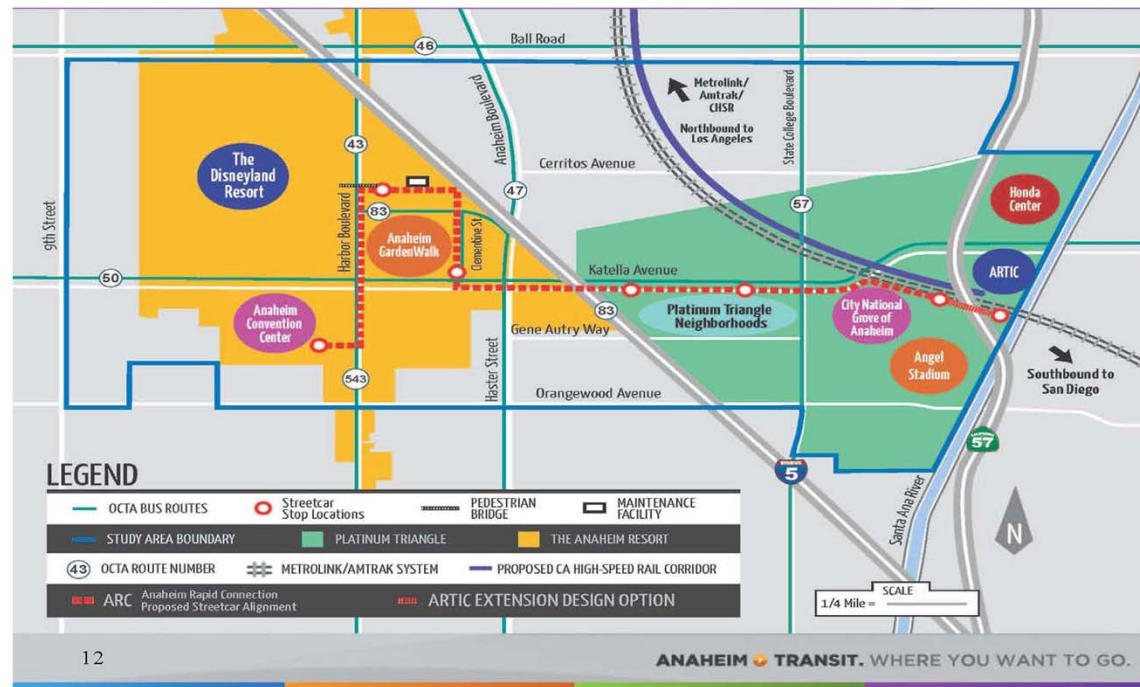 Ball Road
46
Metrolink/
Amtrak/
CHSR
Northbound to
Los Angeles
State College Boulevard
Anaheim Boulevard
Cerritos Avenue
The
Disneyland
Resort
43
47
57
Honda
Center
9th Street
Harbor Boulevard
83
Anaheim
GardenWalk
Clementine St.
ARTIC
50
Katella Avenue
Anaheim
Convention
Center
83
Platinum Triangle
Neighborhoods
City National
Grove of
Anaheim
Gene Autry Way
Angel
Stadium
Southbound to
San Diego
543
Haster Street
Orangewood Avenue
CALIFORNIA
57
INTERSTATE
5
Santa Ana River
N
LEGEND
OCTA BUS ROUTES
Streetcar
Stop Locations
PEDESTRIAN
BRIDGE
MAINTENANCE
FACILITY
STUDY AREA BOUNDARY
PLATINUM TRIANGLE
THE ANAHEIM RESORT
43 OCTA ROUTE NUMBER
METROLINK/AMTRAK SYSTEM
PROPOSED CA HIGH-SPEED RAIL CORRIDOR
ARC Anaheim Rapid Connection
Proposed Streetcar Alignment
ARTIC EXTENSION DESIGN OPTION
SCALE
1/4 Mile =
12
ANAHEIM TRANSIT. WHERE YOU WANT TO GO.